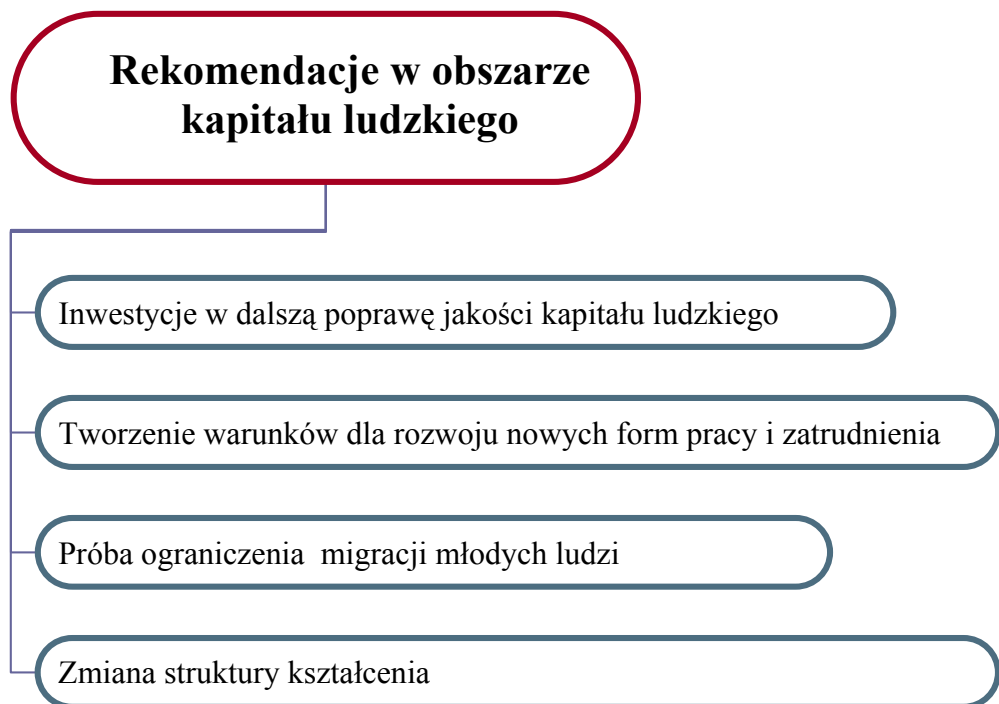 Rekomendacje w obszarze
kapitału ludzkiego
Inwestycje w dalszą poprawę jakości kapitału ludzkiego
Tworzenie warunków dla rozwoju nowych form pracy i zatrudnienia
Próba ograniczenia  migracji młodych ludzi
Zmiana struktury kształcenia